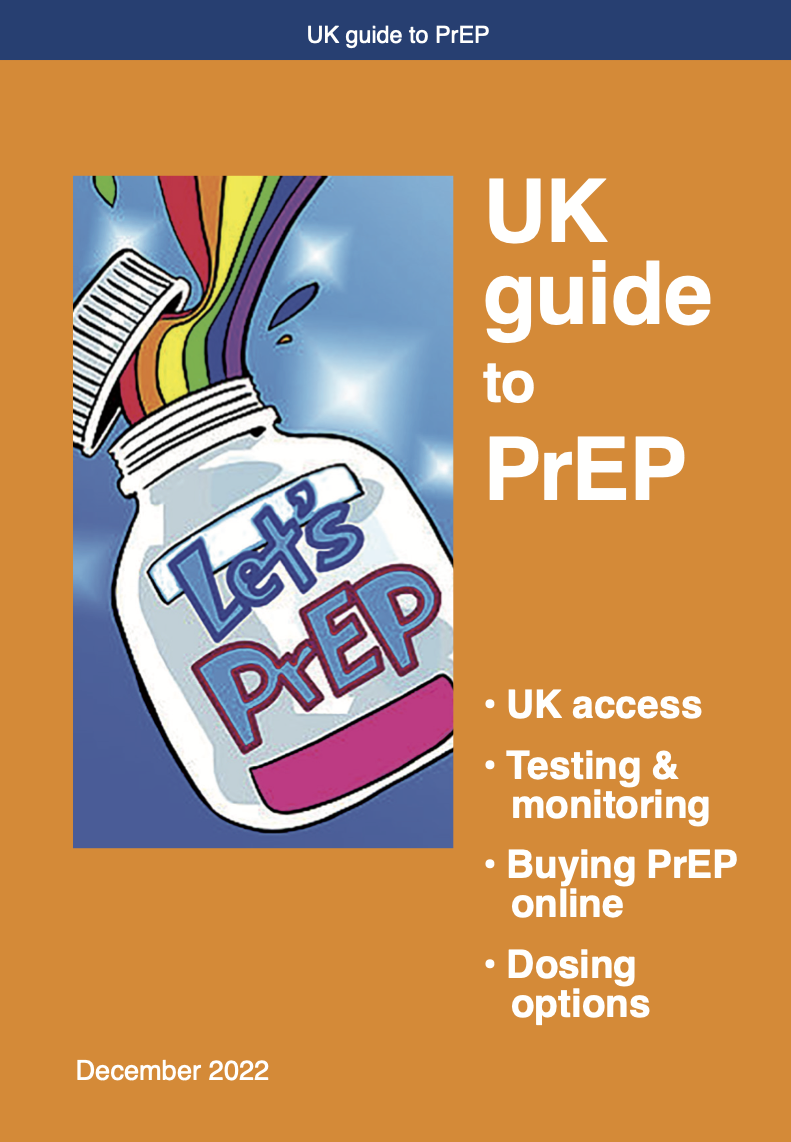 UK guide to PrEP
UK
guide
to
PrEP
Let's
PrEP
• UK access
• Testing &
monitoring
• Buying PrEP
online
• Dosing
options
December 2022